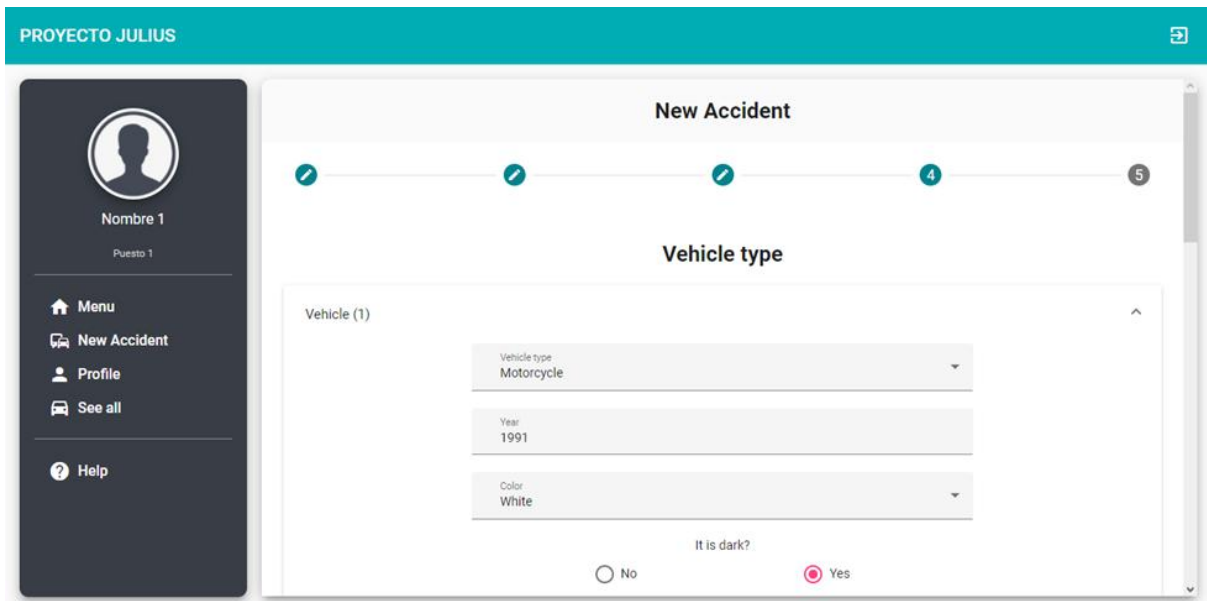 PROYECTO JULIUS
Nombre 1
Puesto 1
Menu
New Accident
Profile
See all
Help
New Accident
4
5
Vehicle type
Vehicle (1)
Vehicle type
Motorcycle
Year
1991
Color
White
It is dark?
No Yes